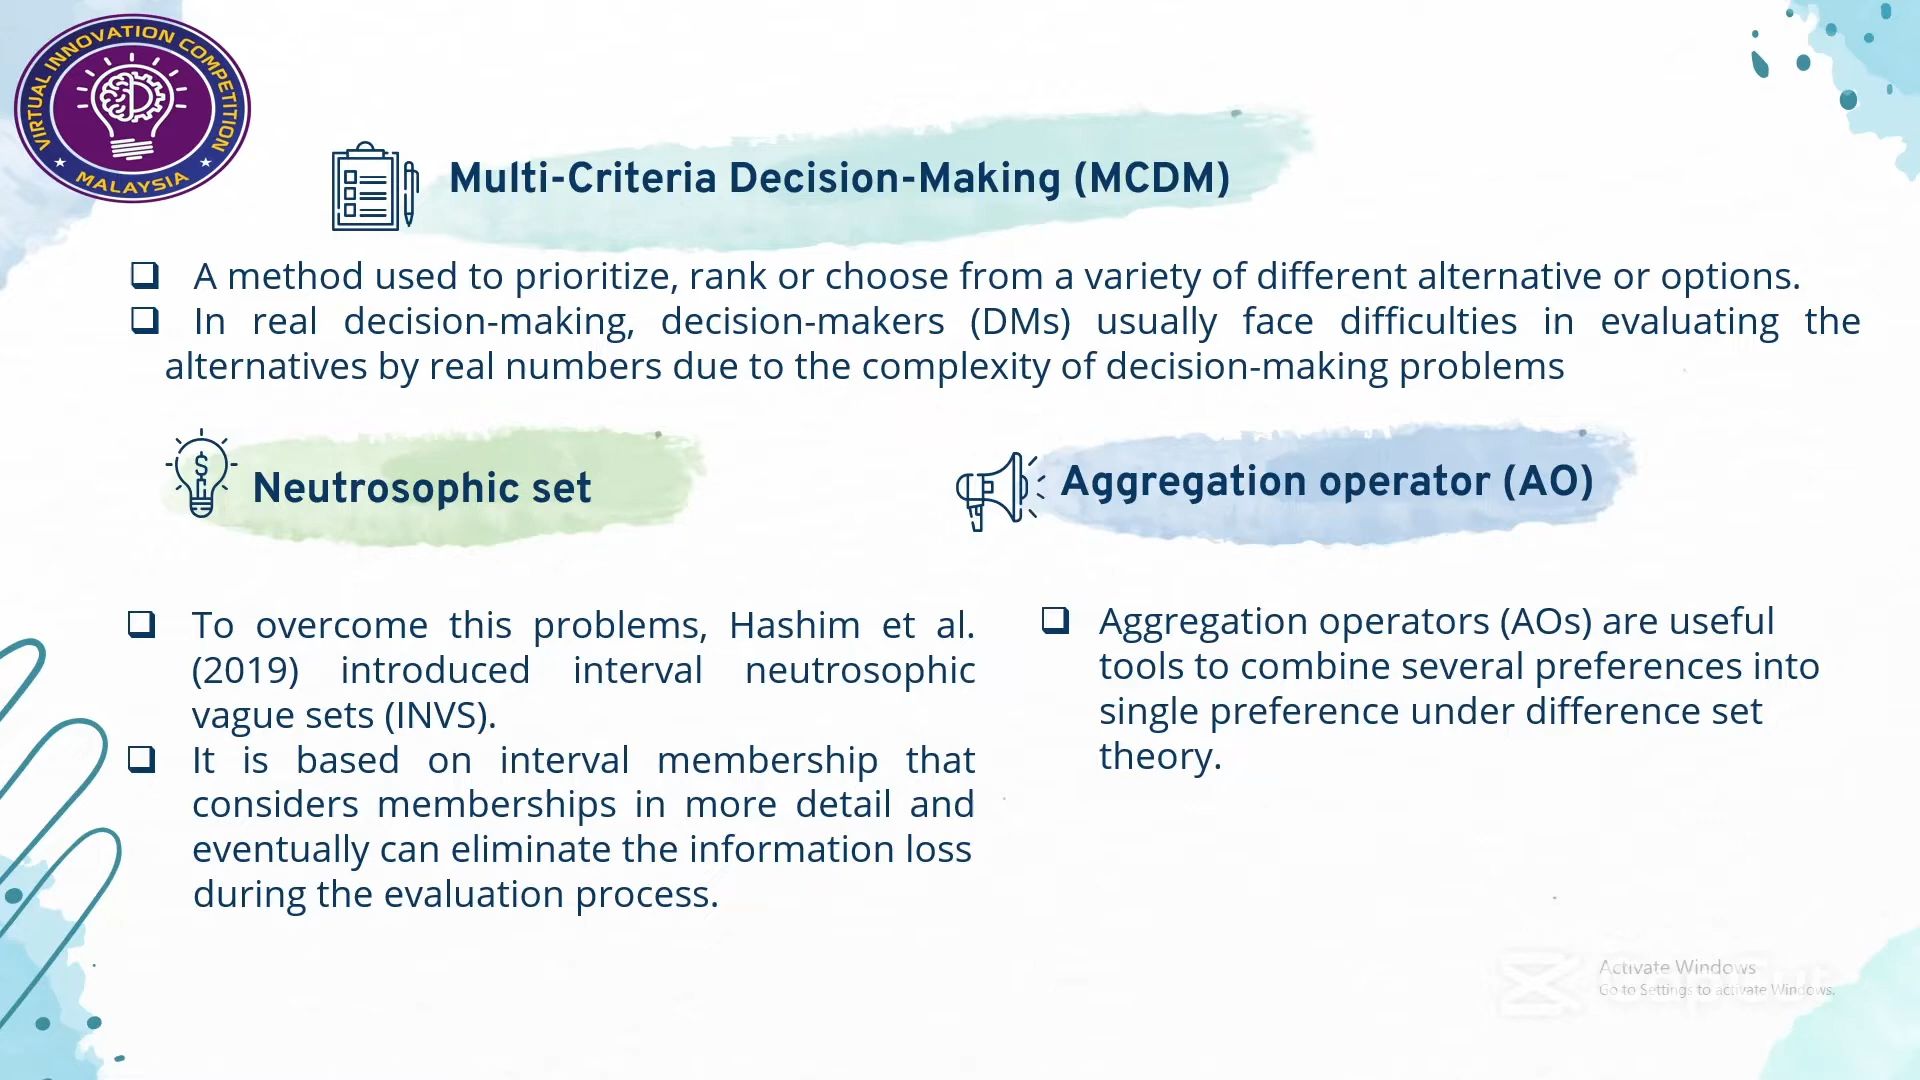 VIRTUAL INNOVATION COMPETITION
MALAYSIA
Multi-Criteria Decision-Making (MCDM)
A method used to prioritize, rank or choose from a variety of different alternative or options.
In real decision-making, decision-makers (DMs) usually face difficulties in evaluating the
alternatives by real numbers due to the complexity of decision-making problems
Neutrosophic set
To overcome this problems, Hashim et al.
(2019) introduced interval neutrosophic
vague sets (INVS).
It is based on interval membership that
considers memberships in more detail and
eventually can eliminate the information loss
during the evaluation process.
Aggregation operator (AO)
Aggregation operators (AOs) are useful
tools to combine several preferences into
single preference under difference set
theory.
Activate Windows
Go to Settings to activate Windows.
CapCut